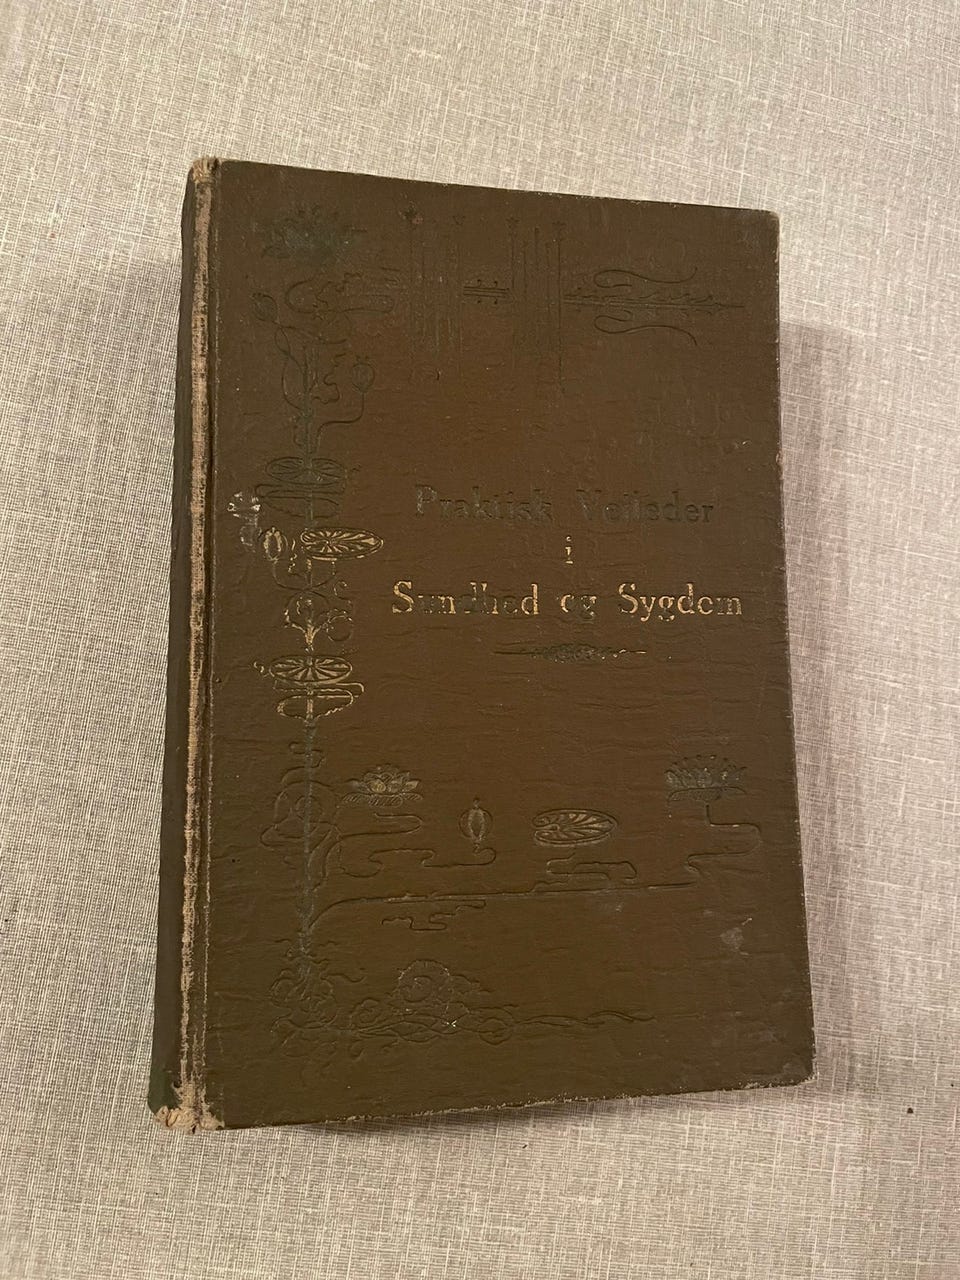 Praktisk Veileder
i
Sundhed og Sygdom